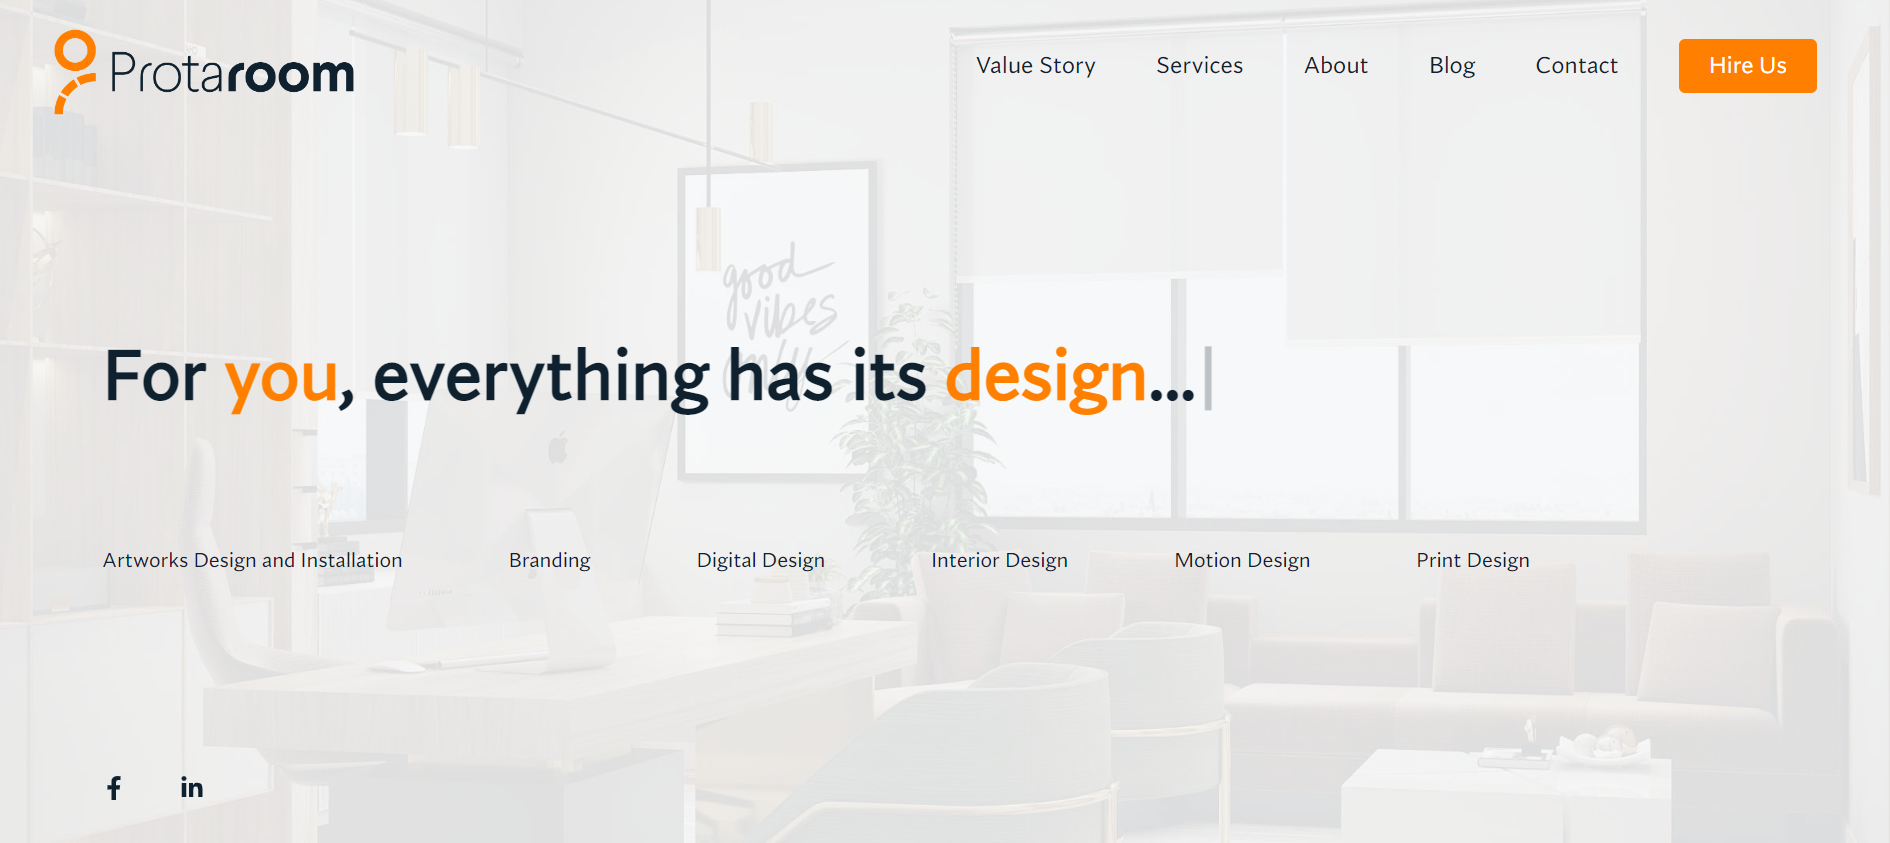 Protaroom
Value Story
Services
About
Blog
Contact
Hire Us
good
vibes
only
For you, everything has its design...
Artworks Design and Installation
Branding
Digital Design
Interior Design
Motion Design
Print Design
f
in